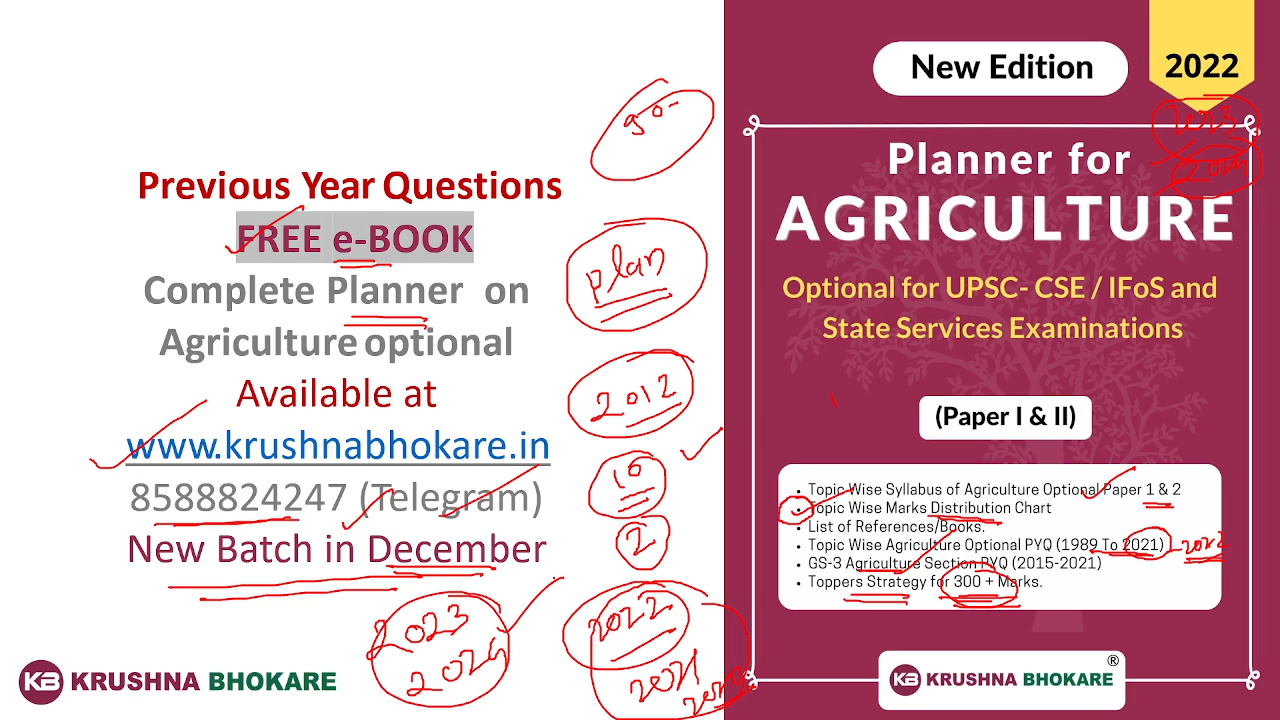 Previous Year Questions
FREE e-BOOK
Complete Planner on
Agriculture optional
Available at
www.krushnabhokare.in
8588824247 (Telegram)
New Batch in December
KB KRUSHNA BHOKARE
plan
2012
10
2
2023
2024
2022
2021
New Edition
2022
2023
2024
Planner for
AGRICULTURE
Optional for UPSC- CSE / IFoS and
State Services Examinations
(Paper I & II)
• Topic Wise Syllabus of Agriculture Optional Paper 1 & 2
• Topic Wise Marks Distribution Chart
• List of References/Books.
• Topic Wise Agriculture Optional PYQ (1989 To 2021) 2022
• GS-3 Agriculture Section PYQ (2015-2021)
• Toppers Strategy for 300 + Marks.
KB KRUSHNA BHOKARE ®